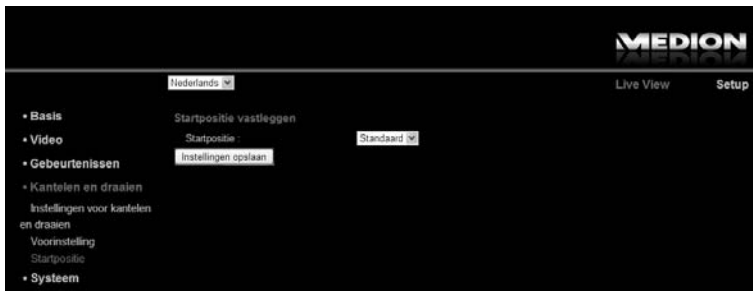 MEDION
Nederlands
Live View Setup
• Basis
• Video
• Gebeurtenissen
• Kantelen en draaien
Instellingen voor kantelen
en draaien
Voorinstelling
Startpositie
• Systeem
Startpositie vastleggen
Startpositie : Standaard
Instellingen opslaan